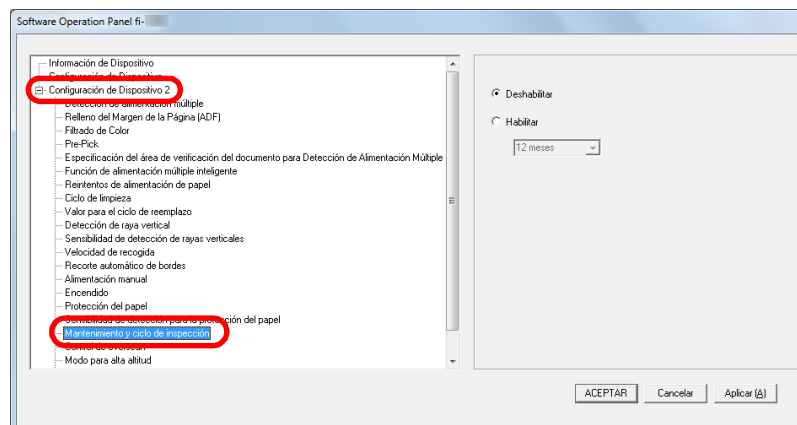 Software Operation Panel fi-
Información de Dispositivo
Configuración de Dispositivo
Configuración de Dispositivo 2
Detección de alimentación múltiple
Relleno del Margen de la Página (ADF)
Filtrado de Color
Pre-Pick
Especificación del área de verificación del documento para Detección de Alimentación Múltiple
Función de alimentación múltiple inteligente
Reintentos de alimentación de papel
Ciclo de limpieza
Valor para el ciclo de reemplazo
Detección de raya vertical
Sensibilidad de detección de rayas verticales
Velocidad de recogida
Recorte automático de bordes
Alimentación manual
Encendido
Protección del papel
Sensibilidad de detección para la protección del papel
Mantenimiento y ciclo de inspección
Control de overscan
Modo para alta altitud
Deshabilitar
Habilitar
12 meses
ACEPTAR
Cancelar
Aplicar (A)